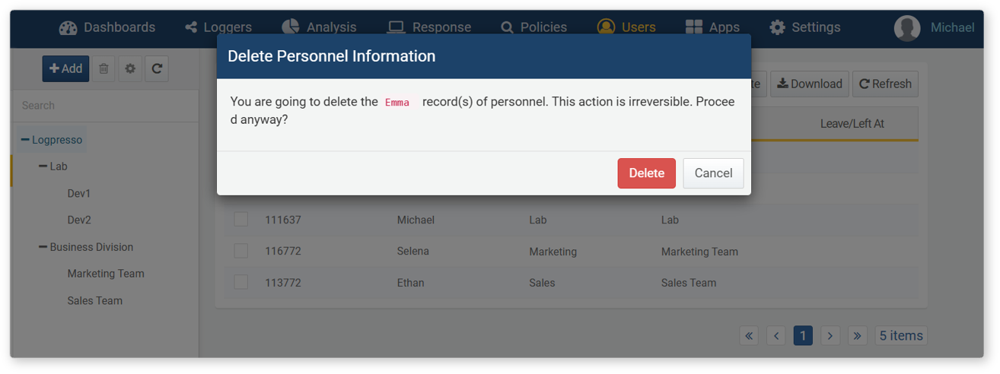 Dashboards Loggers Analysis Response Policies Users Apps Settings Michael
Delete Personnel Information
Add
Download Refresh
Search
You are going to delete the Emma record(s) of personnel. This action is irreversible. Procee
d anyway?
Leave/Left At
Logpresso
Lab
Delete Cancel
Dev1
Dev2
111637 Michael Lab Lab
Business Division
116772 Selena Marketing Marketing Team
Marketing Team
113772 Ethan Sales Sales Team
Sales Team
« ‹ 1 › » 5 items